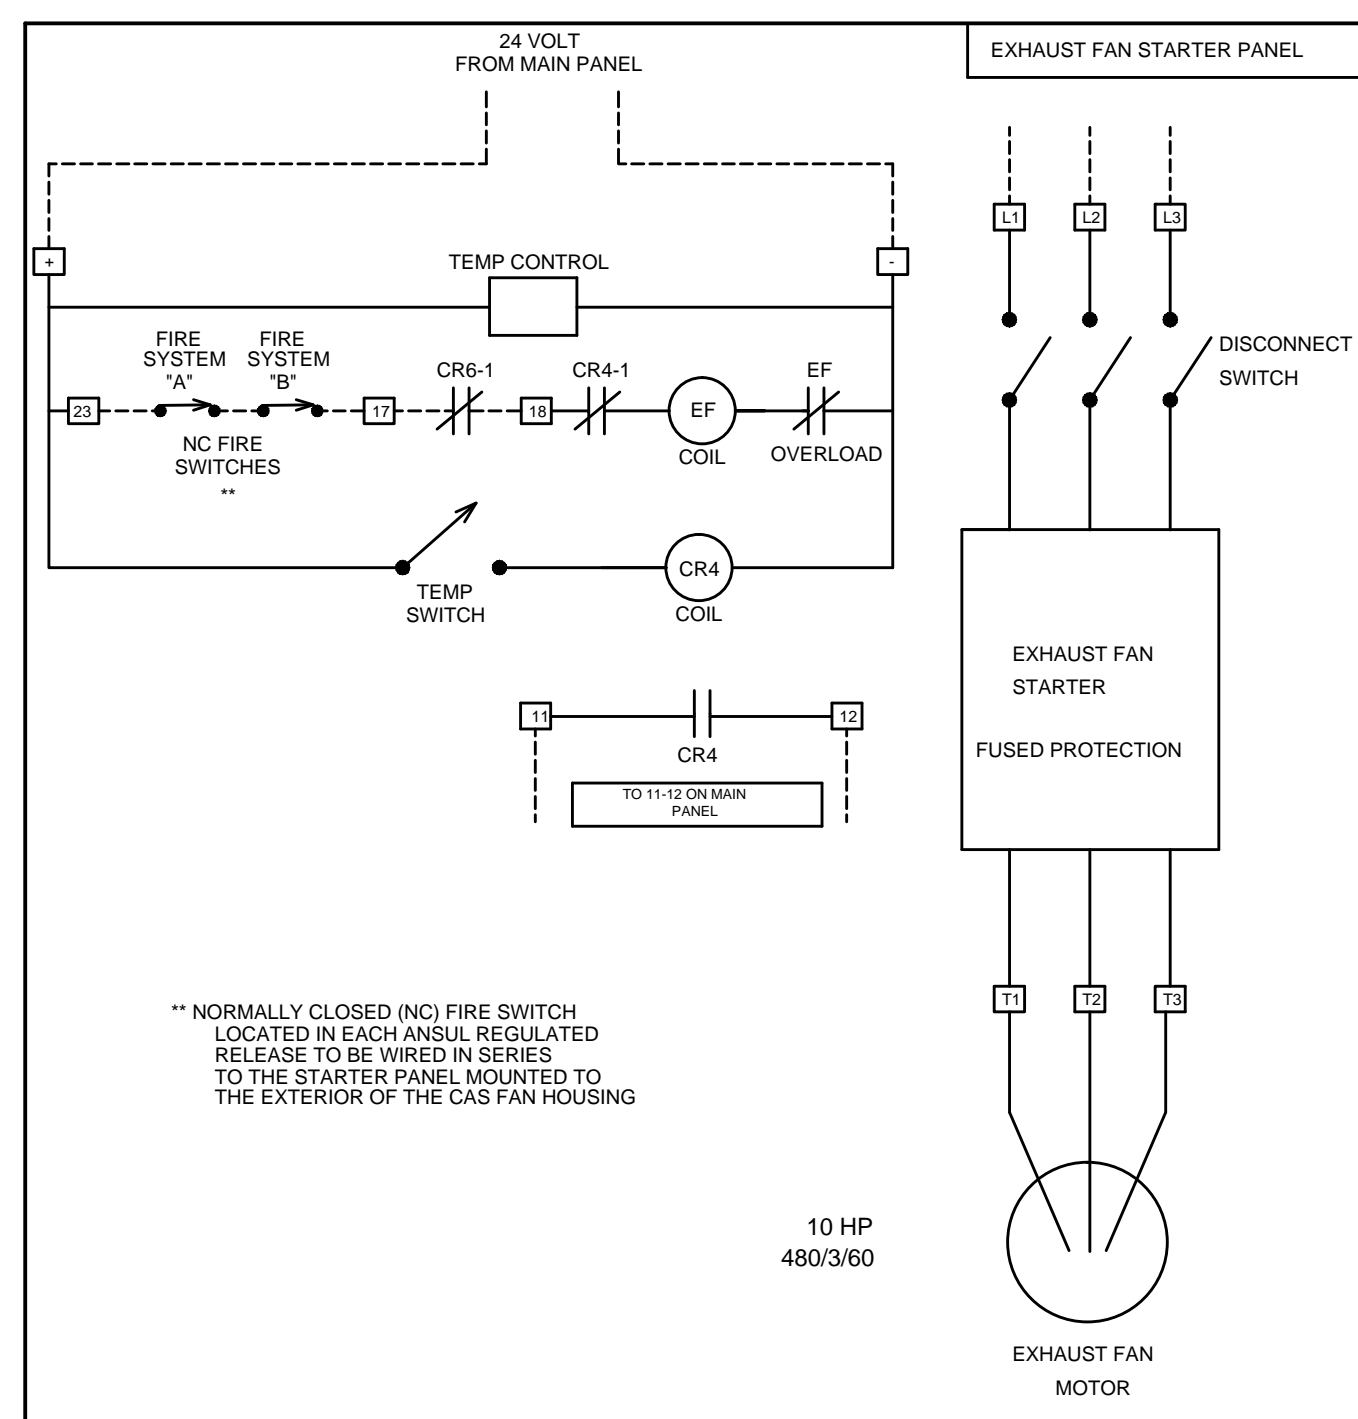 24 VOLT
FROM MAIN PANEL
EXHAUST FAN STARTER PANEL
L1
L2
L3
+
-
TEMP CONTROL
DISCONNECT
SWITCH
FIRE
SYSTEM
"A"
FIRE
SYSTEM
"B"
CR6-1
CR4-1
EF
23
17
18
EF
COIL
OVERLOAD
NC FIRE
SWITCHES
**
TEMP
SWITCH
CR4
COIL
EXHAUST FAN
STARTER
FUSED PROTECTION
11
12
CR4
TO 11-12 ON MAIN
PANEL
T1
T2
T3
** NORMALLY CLOSED (NC) FIRE SWITCH
LOCATED IN EACH ANSUL REGULATED
RELEASE TO BE WIRED IN SERIES
TO THE STARTER PANEL MOUNTED TO
THE EXTERIOR OF THE CAS FAN HOUSING
10 HP
480/3/60
EXHAUST FAN
MOTOR